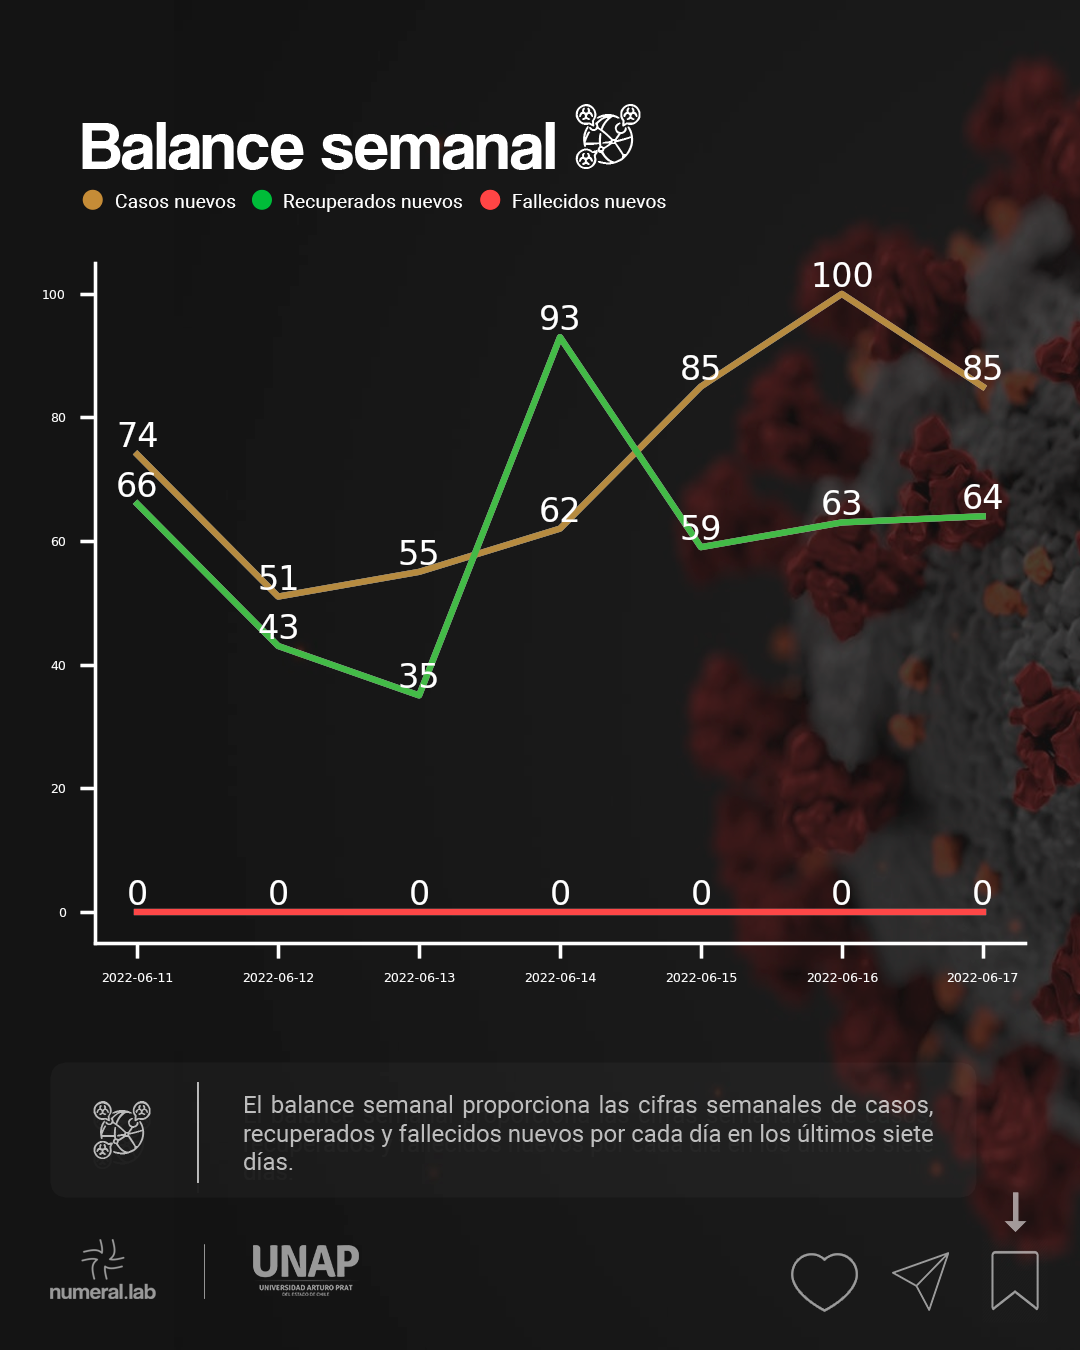 Balance semanal
Casos nuevos Recuperados nuevos Fallecidos nuevos
100
80
60
40
20
0
74 51 55 62 85 100 85
66 43 35 93 59 63 64
0 0 0 0 0 0 0
2022-06-11 2022-06-12 2022-06-13 2022-06-14 2022-06-15 2022-06-16 2022-06-17
El balance semanal proporciona las cifras semanales de casos,
recuperados y fallecidos nuevos por cada día en los últimos siete
días.
numeral.lab
UNAP
UNIVERSIDAD ARTURO PRAT
DEL ESTADO DE CHILE